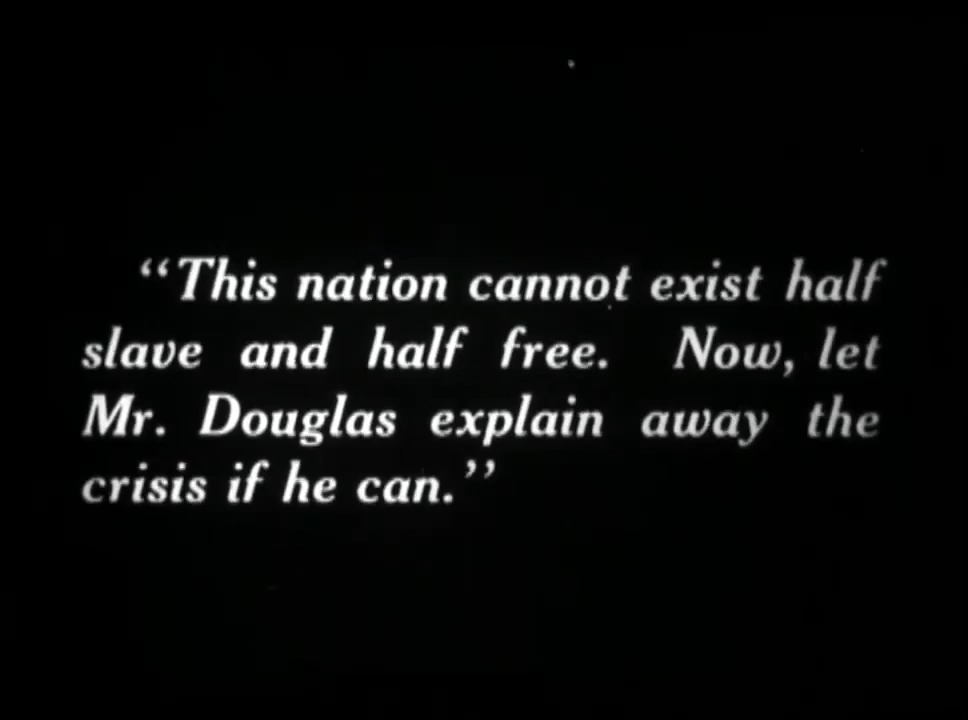 “This nation cannot exist half
slave and half free. Now, let
Mr. Douglas explain away the
crisis if he can.”